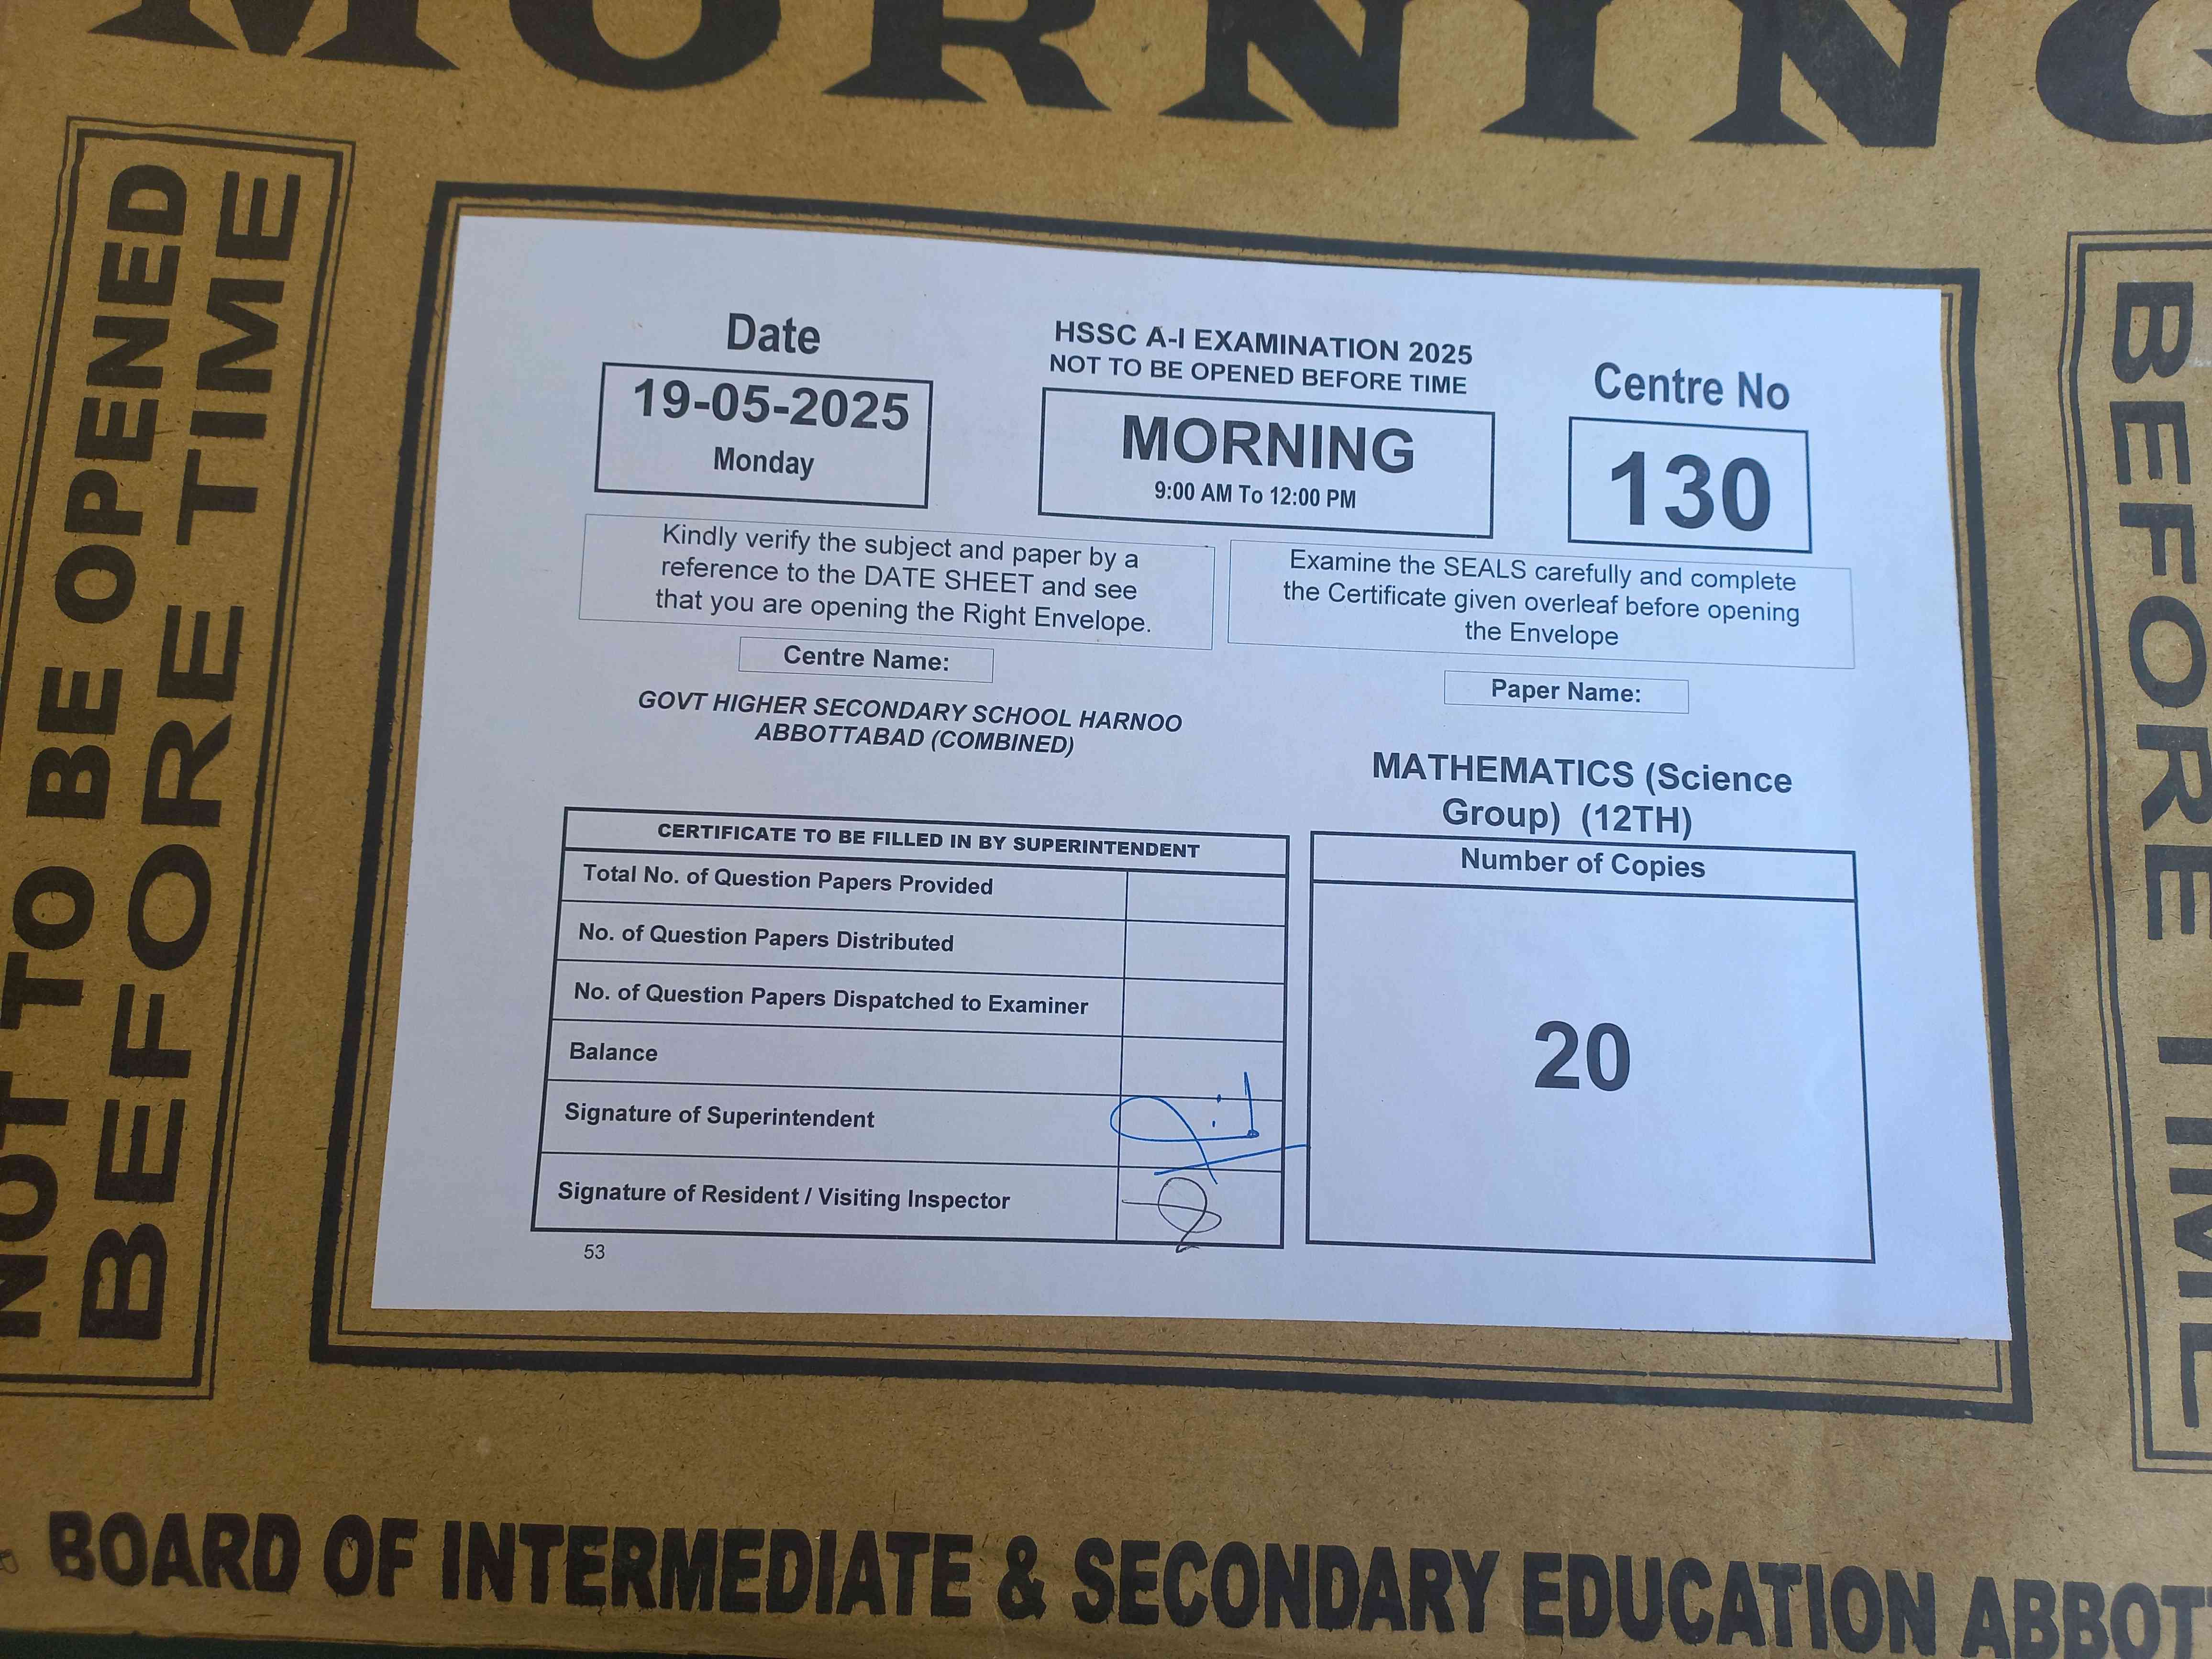 MORNING
NOT TO BE OPENED
BEFORE TIME
Date
19-05-2025
Monday
HSSC A-I EXAMINATION 2025
NOT TO BE OPENED BEFORE TIME
MORNING
9:00 AM To 12:00 PM
Centre No
130
Kindly verify the subject and paper by a
reference to the DATE SHEET and see
that you are opening the Right Envelope.
Examine the SEALS carefully and complete
the Certificate given overleaf before opening
the Envelope
Centre Name:
GOVT HIGHER SECONDARY SCHOOL HARNOO
ABBOTTABAD (COMBINED)
Paper Name:
MATHEMATICS (Science
Group) (12TH)
CERTIFICATE TO BE FILLED IN BY SUPERINTENDENT
Total No. of Question Papers Provided
No. of Question Papers Distributed
No. of Question Papers Dispatched to Examiner
Balance
Signature of Superintendent
Signature of Resident / Visiting Inspector
Number of Copies
20
53
BEFORE TIME
BOARD OF INTERMEDIATE & SECONDARY EDUCATION ABBOT